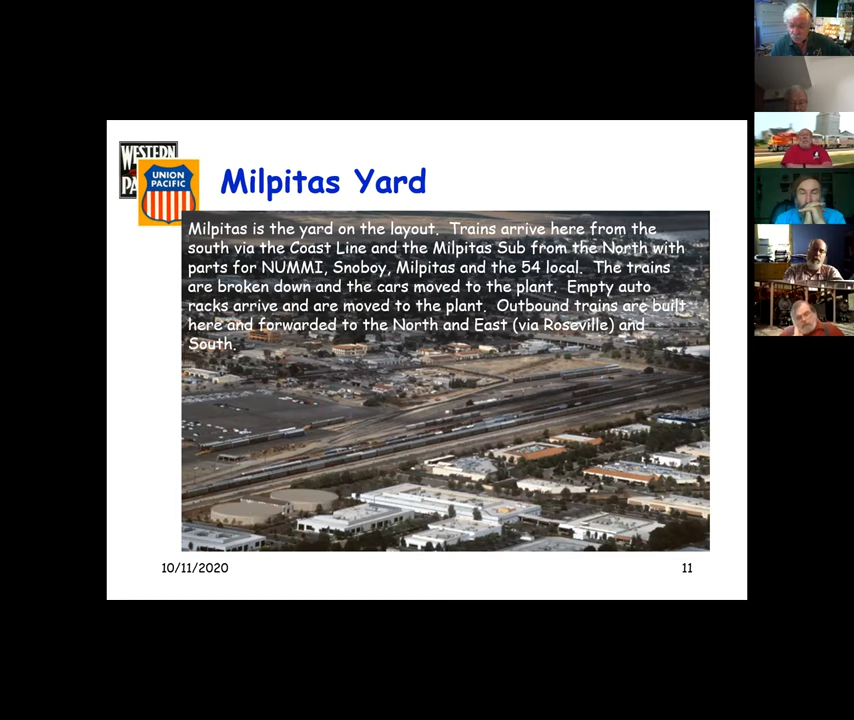 WESTERN
PA
UNION
PACIFIC
Milpitas Yard
Milpitas is the yard on the layout. Trains arrive here from the
south via the Coast Line and the Milpitas Sub from the North with
parts for NUMMI, Snoboy, Milpitas and the 54 local. The trains
are broken down and the cars moved to the plant. Empty auto
racks arrive and are moved to the plant. Outbound trains are built
here and forwarded to the North and East (via Roseville) and
South.
10/11/2020
11